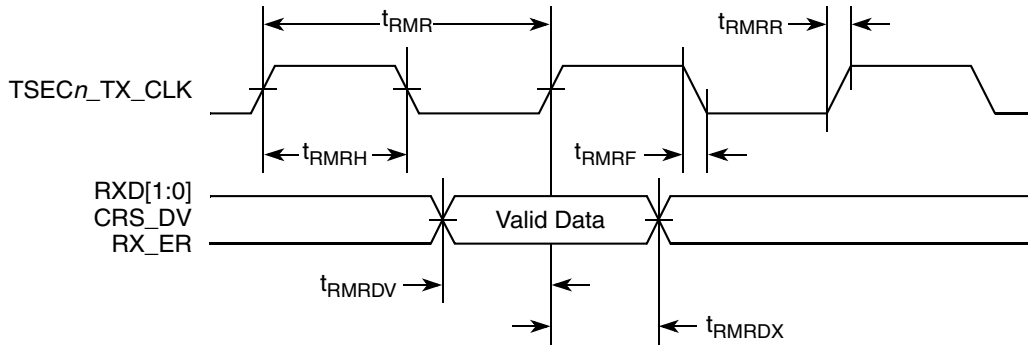 tRMR
tRMRR
TSECn_TX_CLK
tRMRH
tRMRF
RXD[1:0]
CRS_DV
Valid Data
RX_ER
tRMRDV
tRMRDX